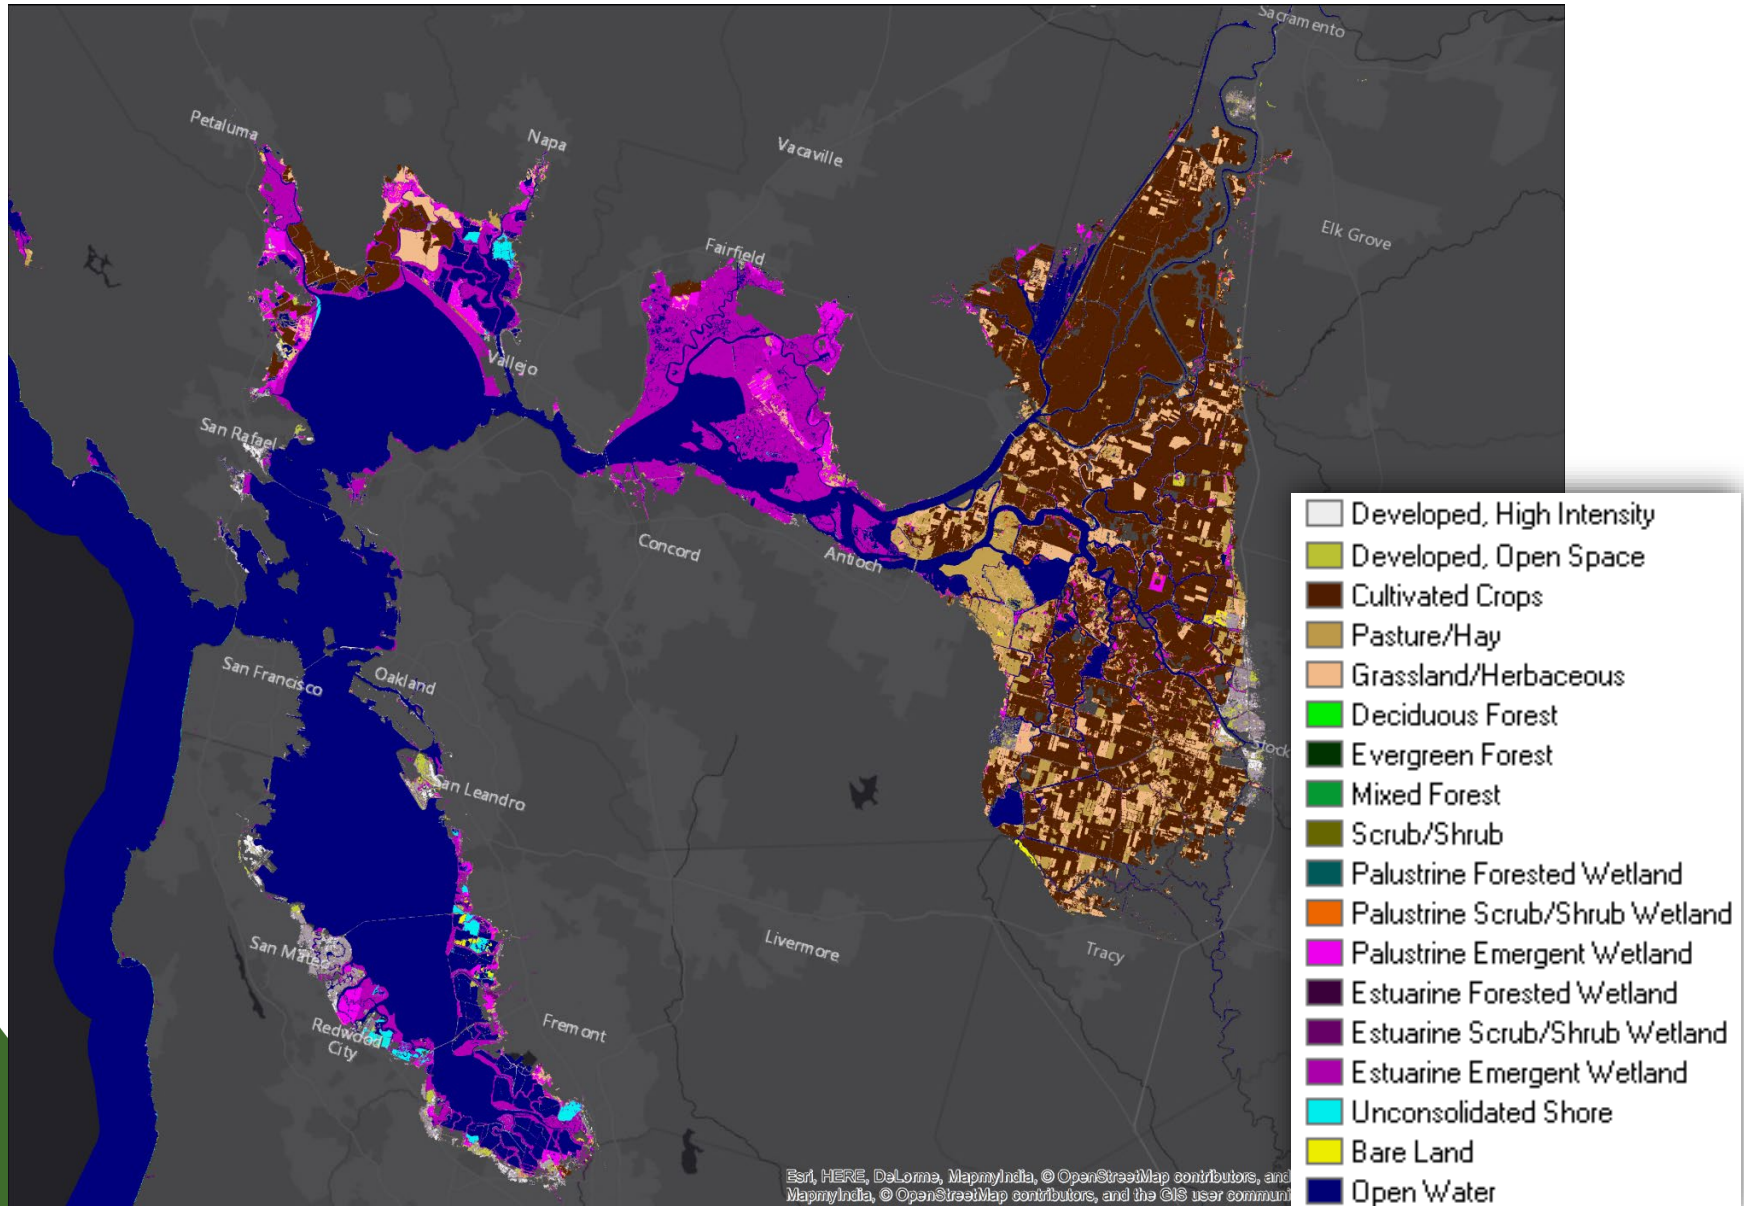 Sacramento
Petaluma
Napa
Vacaville
Elk Grove
Fairfield
Vallejo
San Rafael
Concord
Antioch
San Francisco
Oakland
Stock
San Leandro
San Mate
Livermore
Tracy
Redwood
City
Fremont
Esri, HERE, DeLorme, MapmyIndia, © OpenStreetMap contributors, and
MapmyIndia, © OpenStreetMap contributors, and the GIS user communi
Developed, High Intensity
Developed, Open Space
Cultivated Crops
Pasture/Hay
Grassland/Herbaceous
Deciduous Forest
Evergreen Forest
Mixed Forest
Scrub/Shrub
Palustrine Forested Wetland
Palustrine Scrub/Shrub Wetland
Palustrine Emergent Wetland
Estuarine Forested Wetland
Estuarine Scrub/Shrub Wetland
Estuarine Emergent Wetland
Unconsolidated Shore
Bare Land
Open Water